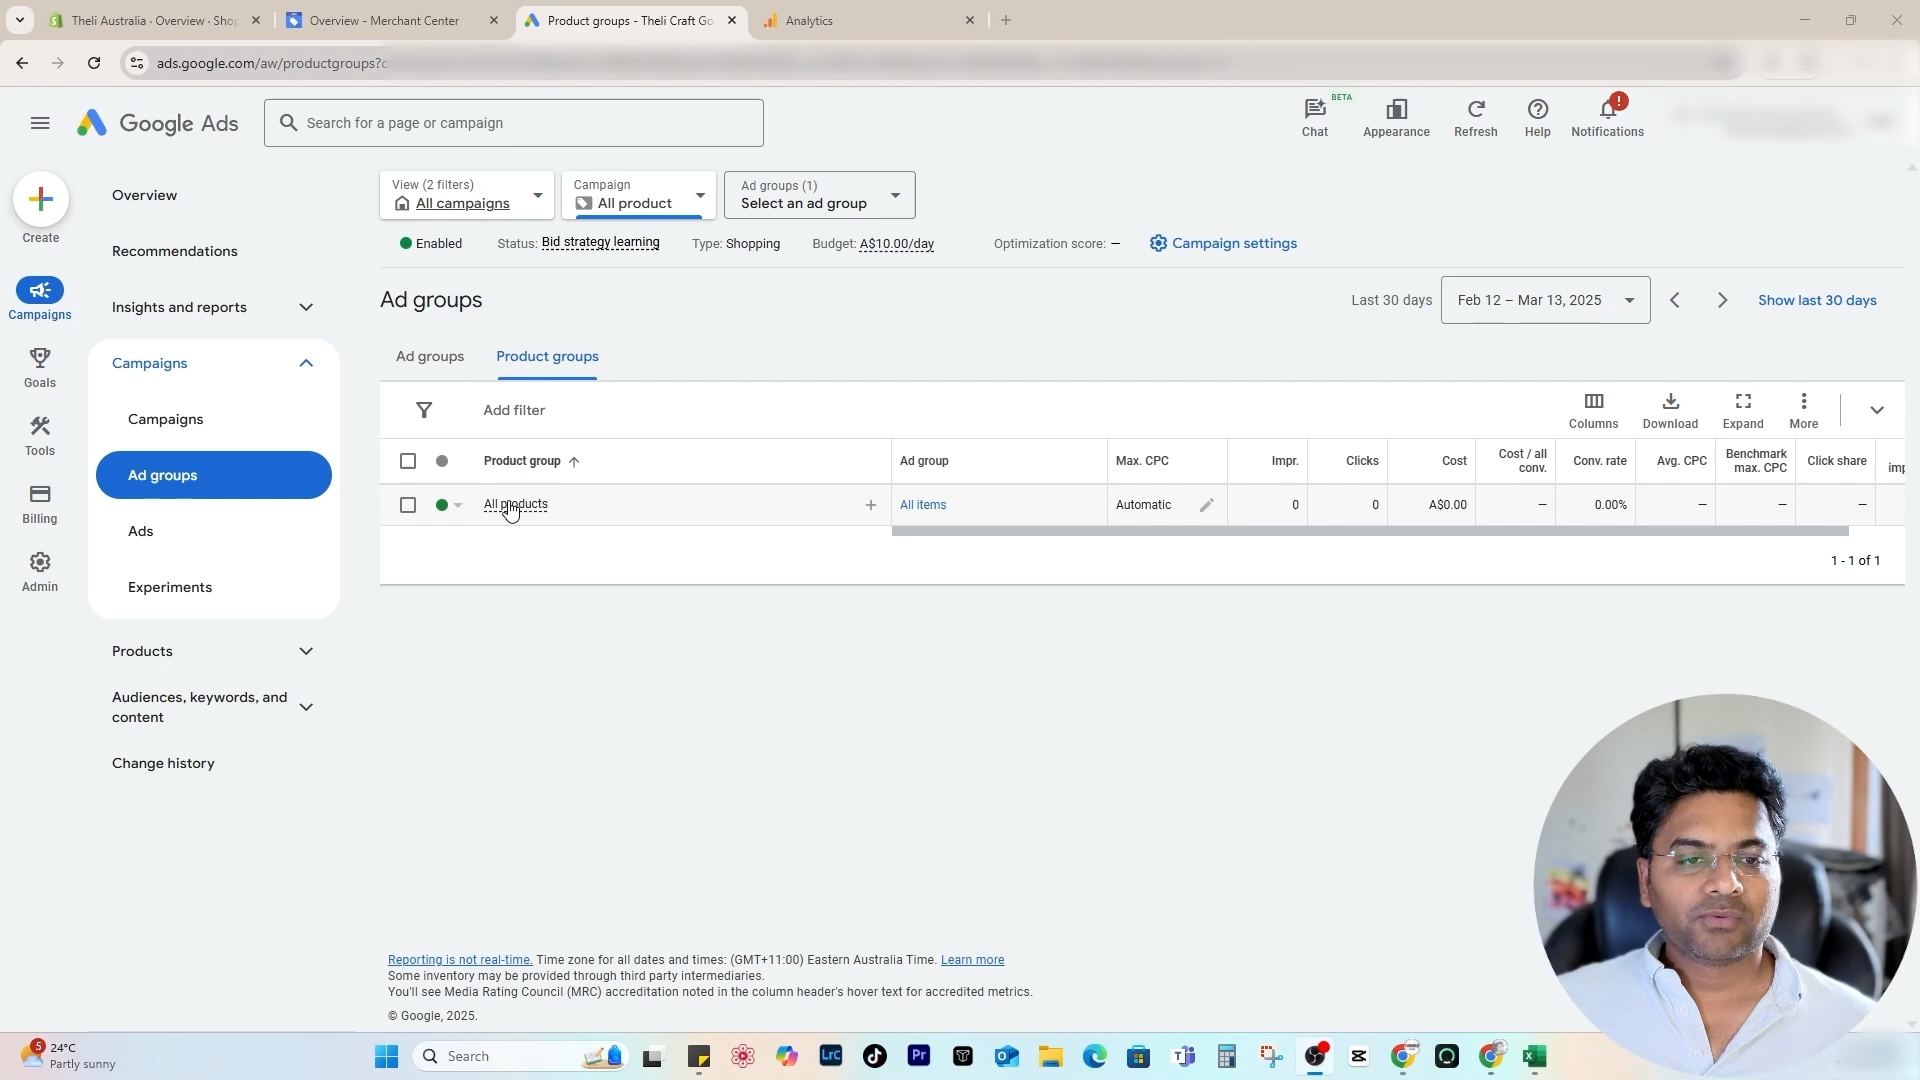 Theli Australia · Overview · Shop
Overview - Merchant Center
Product groups - Theli Craft Go
Analytics
ads.google.com/aw/productgroups?c
Google Ads
Search for a page or campaign
BETA
Chat
Appearance
Refresh
Help
!
Notifications
Create
Campaigns
Goals
Tools
Billing
Admin
Overview
Recommendations
Insights and reports
Campaigns
Campaigns
Ad groups
Ads
Experiments
Products
Audiences, keywords, and
content
Change history
View (2 filters)
All campaigns
Campaign
All product
Ad groups (1)
Select an ad group
Enabled
Status: Bid strategy learning
Type: Shopping
Budget: A$10.00/day
Optimization score: –
Campaign settings
Ad groups
Last 30 days
Feb 12 – Mar 13, 2025
Show last 30 days
Ad groups
Product groups
Add filter
Columns
Download
Expand
More
Product group
Ad group
Max. CPC
Impr.
Clicks
Cost
Cost / all
conv.
Conv. rate
Avg. CPC
Benchmark
max. CPC
Click share
imp
All products
All items
Automatic
0
0
A$0.00
–
0.00%
–
–
–
1 - 1 of 1
Reporting is not real-time. Time zone for all dates and times: (GMT+11:00) Eastern Australia Time. Learn more
Some inventory may be provided through third party intermediaries.
You'll see Media Rating Council (MRC) accreditation noted in the column header's hover text for accredited metrics.
© Google, 2025.
5
24°C
Partly sunny
Search
LrC
Pr